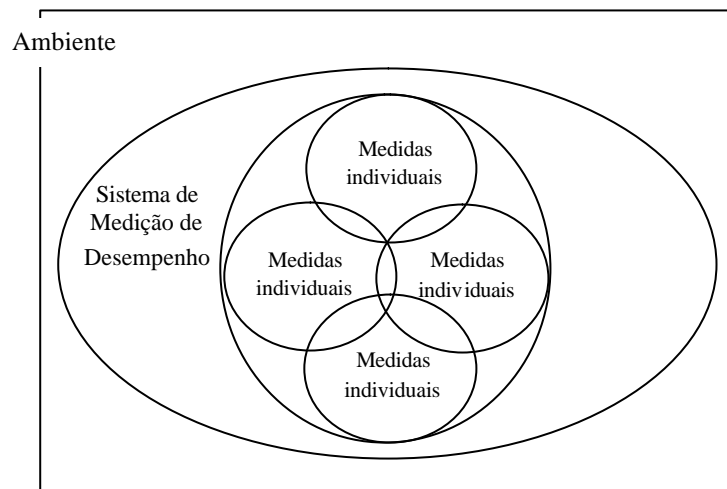 Ambiente
Medidas
individuais
Sistema de
Medição de
Desempenho
Medidas
individuais
Medidas
individuais
Medidas
individuais